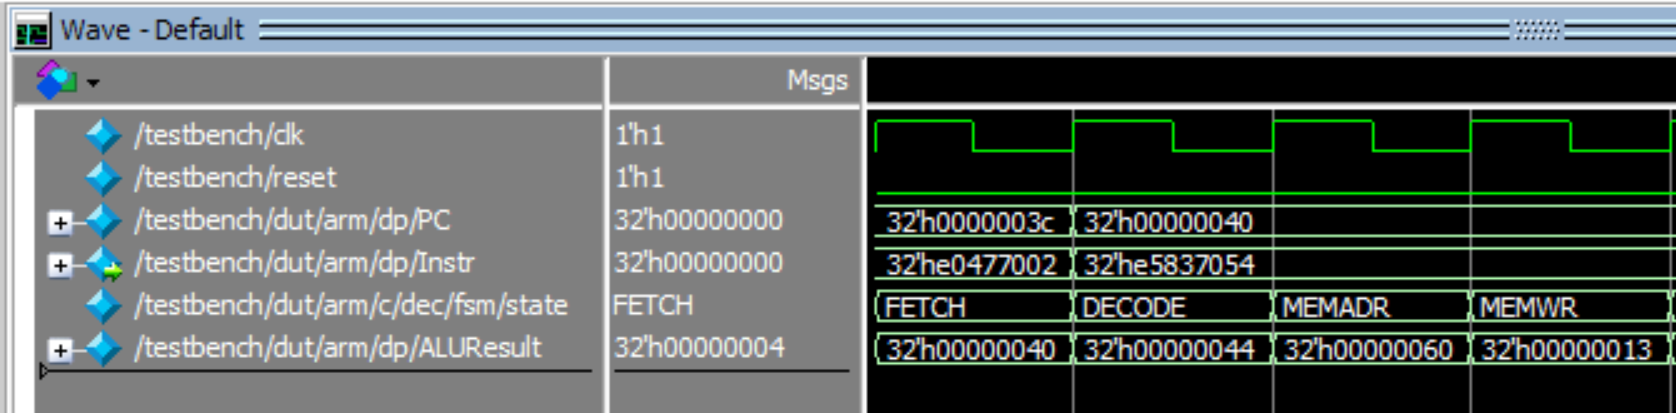 Wave - Default
Msgs
/testbench/clk 1'h1
/testbench/reset 1'h1
/testbench/dut/arm/dp/PC 32'h00000000 32'h0000003c 32'h00000040
/testbench/dut/arm/dp/Instr 32'h00000000 32'he0477002 32'he5837054
/testbench/dut/arm/c/dec/fsm/state FETCH FETCH DECODE MEMADR MEMWR
/testbench/dut/arm/dp/ALUResult 32'h00000004 32'h00000040 32'h00000044 32'h00000060 32'h00000013